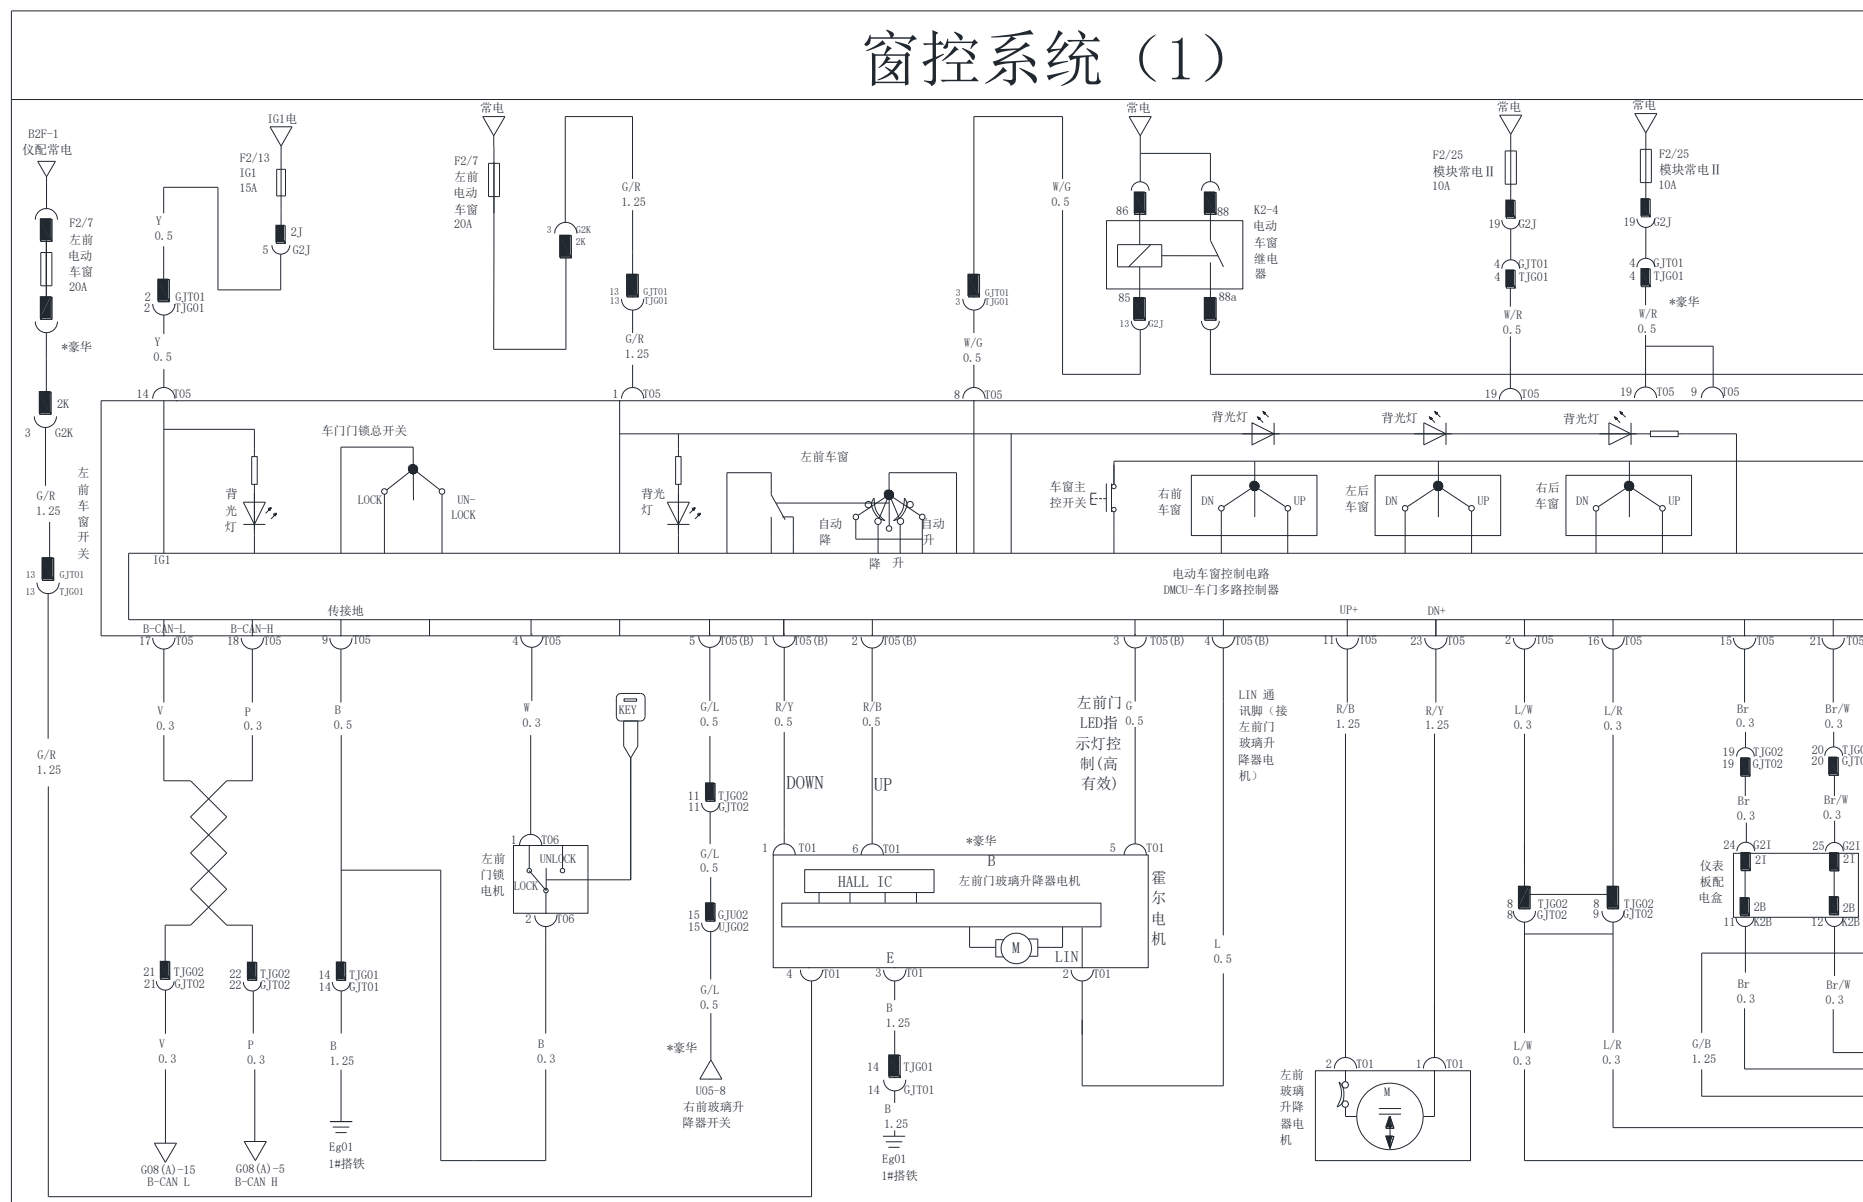 窗控系统（1）
B2F-1
仪配常电
IG1电
常电
常电
常电
常电
F2/13
IG1
15A
F2/7
左前
电动
车窗
20A
F2/7
左前
电动
车窗
20A
*豪华
Y
0.5
2J
5 G2J
2 GJT01
2 TJG01
Y
0.5
3 G2K
2K
G/R
1.25
13 GJT01
13 TJG01
G/R
1.25
3 GJT01
3 TJG01
W/G
0.5
W/G
0.5
86
88
85
88a
13 G2J
K2-4
电动
车窗
继电
器
F2/25
模块常电Ⅱ
10A
19 G2J
4 GJT01
4 TJG01
W/R
0.5
F2/25
模块常电Ⅱ
10A
19 G2J
4 GJT01
4 TJG01
*豪华
W/R
0.5
14 T05
1 T05
8 T05
19 T05
19 T05
9 T05
2K
3 G2K
G/R
1.25
13 GJT01
13 TJG01
G/R
1.25
左
前
车
窗
开
关
背
光
灯
车门门锁总开关
LOCK
UN-
LOCK
背光
灯
左前车窗
自动
降
自动
升
降 升
车窗主
控开关
背光灯
背光灯
背光灯
右前
车窗
DN
UP
左后
车窗
DN
UP
右后
车窗
DN
UP
IG1
电动车窗控制电路
DMCU-车门多路控制器
传接地
B-CAN-L
B-CAN-H
UP+
DN+
17 T05
18 T05
9 T05
4 T05
5 T05(B)
1 T05(B)
2 T05(B)
3 T05(B)
4 T05(B)
11 T05
23 T05
2 T05
16 T05
15 T05
21 T05
V
0.3
P
0.3
B
0.5
W
0.3
KEY
G/L
0.5
R/Y
0.5
R/B
0.5
DOWN
UP
左前门
LED指
示灯控
制(高
有效)
G
0.5
LIN 通
讯脚（接
左前门
玻璃升
降器电
机）
R/B
1.25
R/Y
1.25
L/W
0.3
L/R
0.3
Br
0.3
Br/W
0.3
19 TJG02
19 GJT02
20 TJG0
20 GJT0
Br
0.3
Br/W
0.3
11 TJG02
11 GJT02
G/L
0.5
15 GJU02
15 UJG02
G/L
0.5
*豪华
U05-8
右前玻璃升
降器开关
1 T06
左前
门锁
电机
UNLOCK
LOCK
2 T06
B
0.3
1 T01
6 T01
5 T01
*豪华
B
HALL IC
左前门玻璃升降器电机
M
E
LIN
霍
尔
电
机
4 T01
3 T01
2 T01
L
0.5
B
1.25
14 TJG01
14 GJT01
B
1.25
Eg01
1#搭铁
21 TJG02
21 GJT02
22 TJG02
22 GJT02
14 TJG01
14 GJT01
V
0.3
P
0.3
B
1.25
Eg01
1#搭铁
G08(A)-15
B-CAN L
G08(A)-5
B-CAN H
8 TJG02
8 GJT02
8 TJG02
9 GJT02
L/W
0.3
L/R
0.3
24 G2I
25 G2I
2I
2I
仪表
板配
电盒
2B
2B
11 K2B
12 K2B
Br
0.3
Br/W
0.3
G/B
1.25
2 T01
1 T01
左前
玻璃
升降
器电
机
M